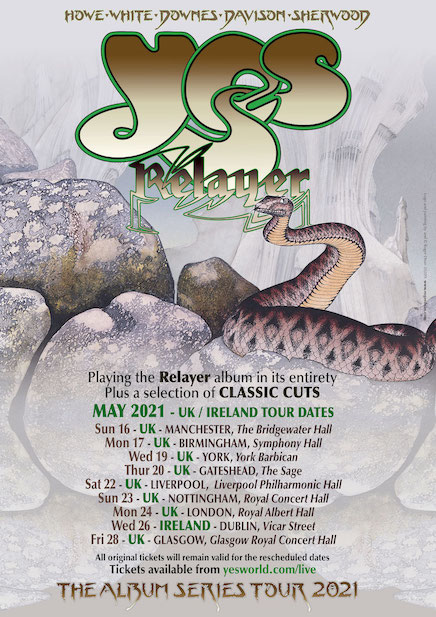 HOWE·WHITE·DOWNES·DAVISON·SHERWOOD
YES
Relayer
Playing the Relayer album in its entirety
Plus a selection of CLASSIC CUTS
MAY 2021 - UK / IRELAND TOUR DATES
Sun 16 - UK - MANCHESTER, The Bridgewater Hall
Mon 17 - UK - BIRMINGHAM, Symphony Hall
Wed 19 - UK - YORK, York Barbican
Thur 20 - UK - GATESHEAD, The Sage
Sat 22 - UK - LIVERPOOL, Liverpool Philharmonic Hall
Sun 23 - UK - NOTTINGHAM, Royal Concert Hall
Mon 24 - UK - LONDON, Royal Albert Hall
Wed 26 - IRELAND - DUBLIN, Vicar Street
Fri 28 - UK - GLASGOW, Glasgow Royal Concert Hall
All original tickets will remain valid for the rescheduled dates
Tickets available from yesworld.com/live
THE ALBUM SERIES TOUR 2021